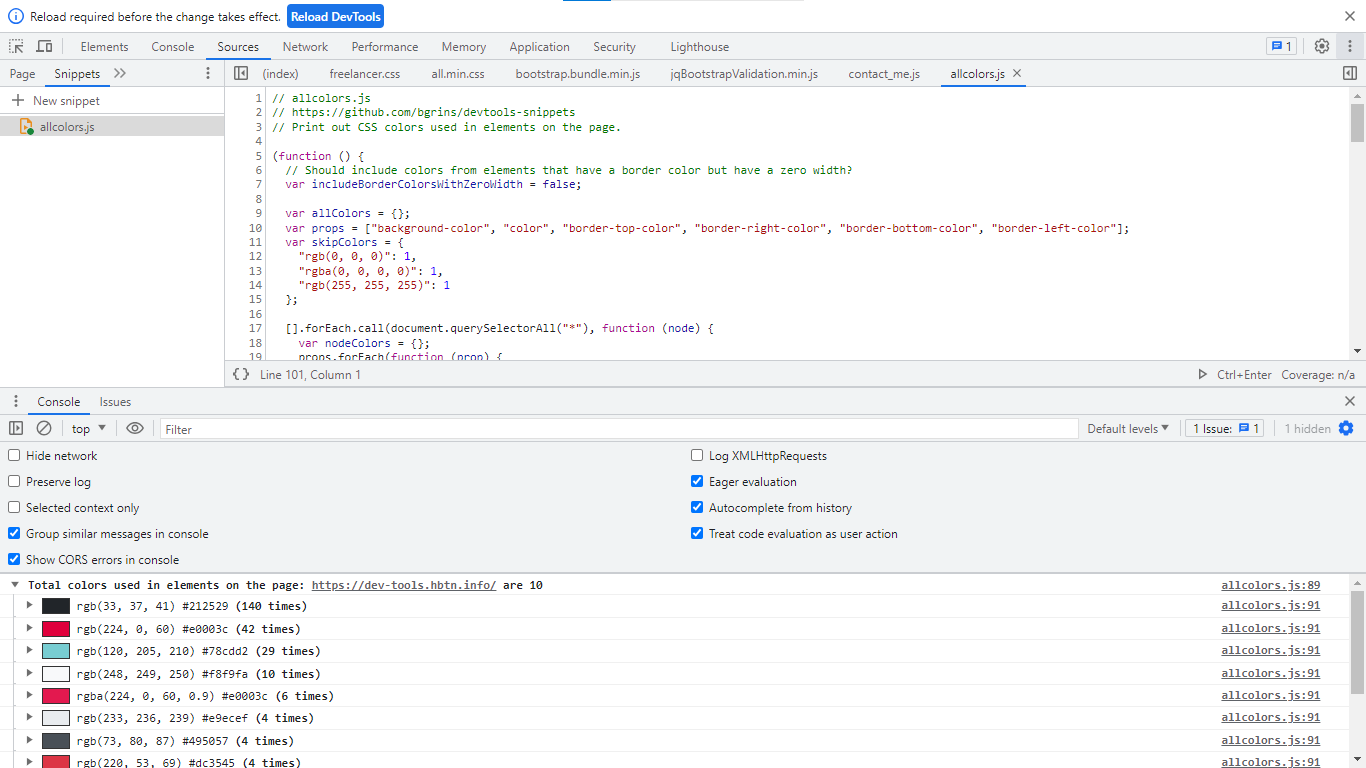 Reload required before the change takes effect. Reload DevTools
Elements Console Sources Network Performance Memory Application Security Lighthouse 1
Page Snippets (index) freelancer.css all.min.css bootstrap.bundle.min.js jqBootstrapValidation.min.js contact_me.js allcolors.js
New snippet
allcolors.js
1 // allcolors.js
2 // https://github.com/bgrins/devtools-snippets
3 // Print out CSS colors used in elements on the page.
4
5 (function () {
6 // Should include colors from elements that have a border color but have a zero width?
7 var includeBorderColorsWithZeroWidth = false;
8
9 var allColors = {};
10 var props = ["background-color", "color", "border-top-color", "border-right-color", "border-bottom-color", "border-left-color"];
11 var skipColors = {
12 "rgb(0, 0, 0)": 1,
13 "rgba(0, 0, 0, 0)": 1,
14 "rgb(255, 255, 255)": 1
15 };
16
17 [].forEach.call(document.querySelectorAll("*"), function (node) {
18 var nodeColors = {};
19 props.forEach(function (prop) {
{} Line 101, Column 1 Ctrl+Enter Coverage: n/a
Console Issues
top Filter Default levels 1 Issue: 1 1 hidden
Hide network Log XMLHttpRequests
Preserve log Eager evaluation
Selected context only Autocomplete from history
Group similar messages in console Treat code evaluation as user action
Show CORS errors in console
Total colors used in elements on the page: https://dev-tools.hbtn.info/ are 10 allcolors.js:89
rgb(33, 37, 41) #212529 (140 times) allcolors.js:91
rgb(224, 0, 60) #e0003c (42 times) allcolors.js:91
rgb(120, 205, 210) #78cdd2 (29 times) allcolors.js:91
rgb(248, 249, 250) #f8f9fa (10 times) allcolors.js:91
rgba(224, 0, 60, 0.9) #e0003c (6 times) allcolors.js:91
rgb(233, 236, 239) #e9ecef (4 times) allcolors.js:91
rgb(73, 80, 87) #495057 (4 times) allcolors.js:91
rgb(220, 53, 69) #dc3545 (4 times) allcolors.js:91